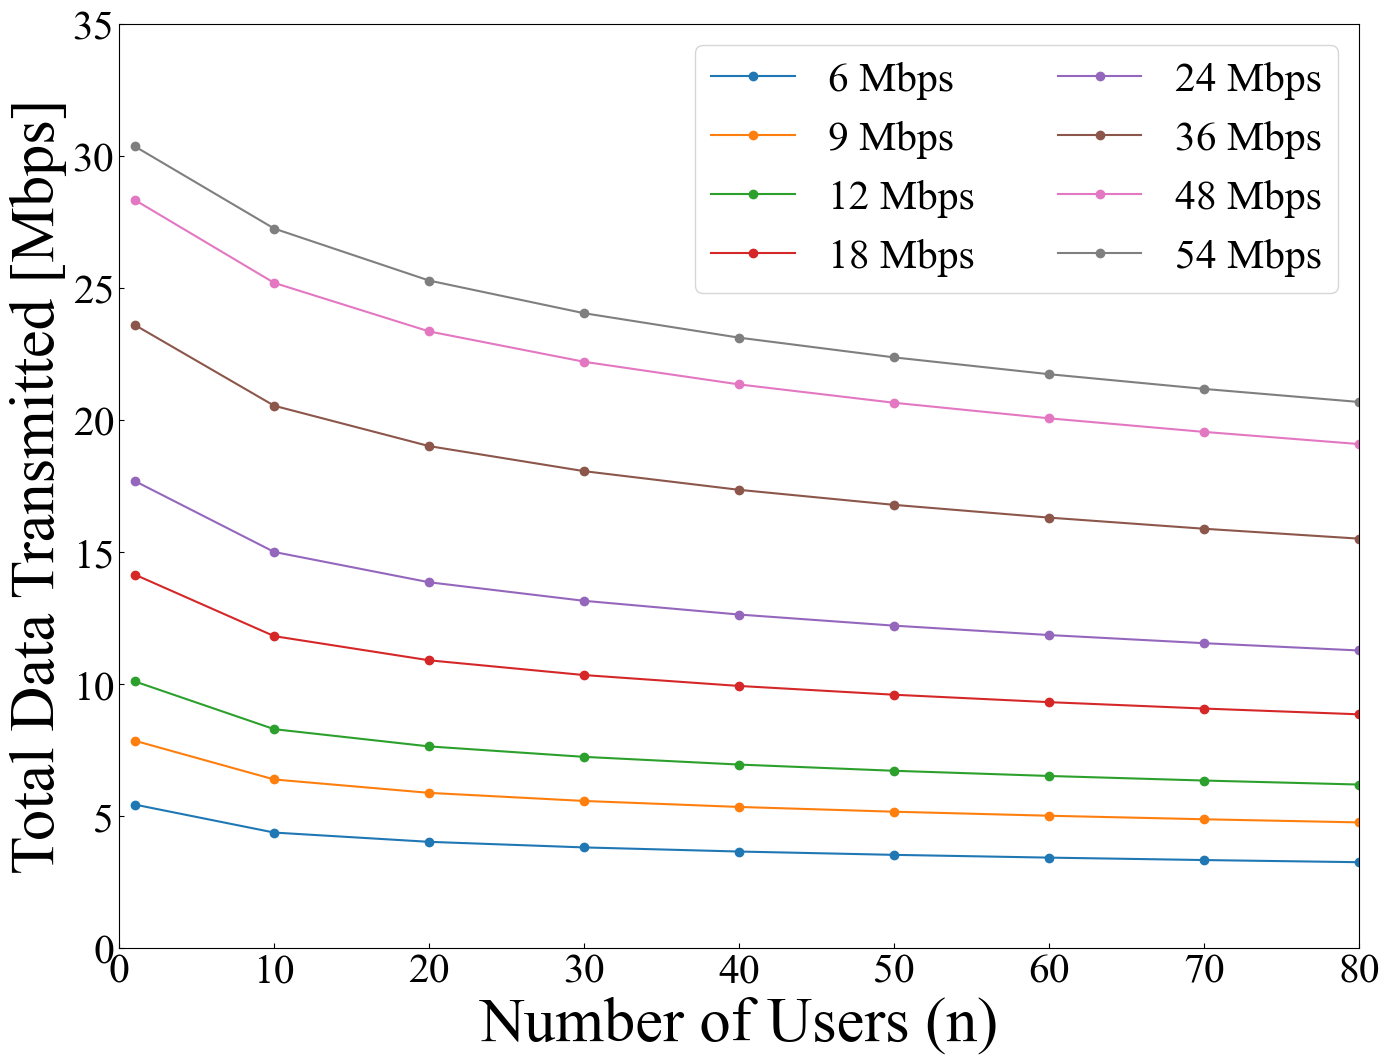 35
30
25
20
15
10
5
0
Total Data Transmitted [Mbps]
6 Mbps
9 Mbps
12 Mbps
18 Mbps
24 Mbps
36 Mbps
48 Mbps
54 Mbps
0 10 20 30 40 50 60 70 80
Number of Users (n)